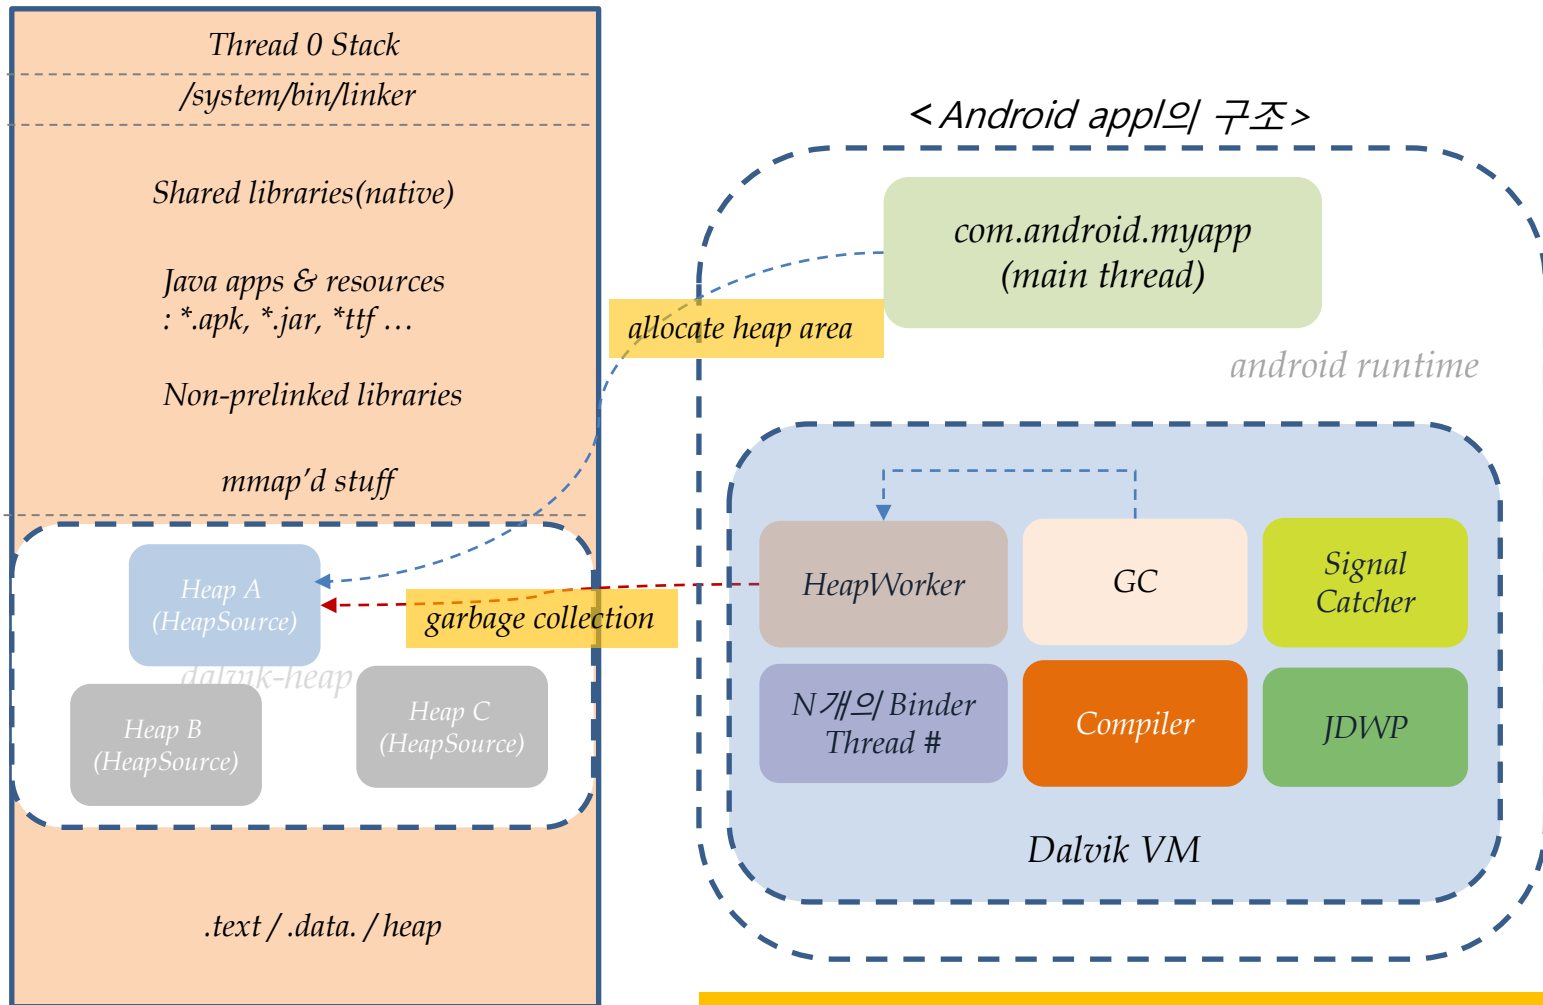 Thread 0 Stack
/system/bin/linker
Shared libraries(native)
Java apps & resources
: *.apk, *.jar, *ttf ...
Non-prelinked libraries
mmap'd stuff
Heap A
(HeapSource)
dalvik-heap
Heap B
(HeapSource)
Heap C
(HeapSource)
.text / .data. / heap
allocate heap area
garbage collection
<Android appl의 구조>
com.android.myapp
(main thread)
android runtime
HeapWorker
GC
Signal
Catcher
N개의 Binder
Thread #
Compiler
JDWP
Dalvik VM